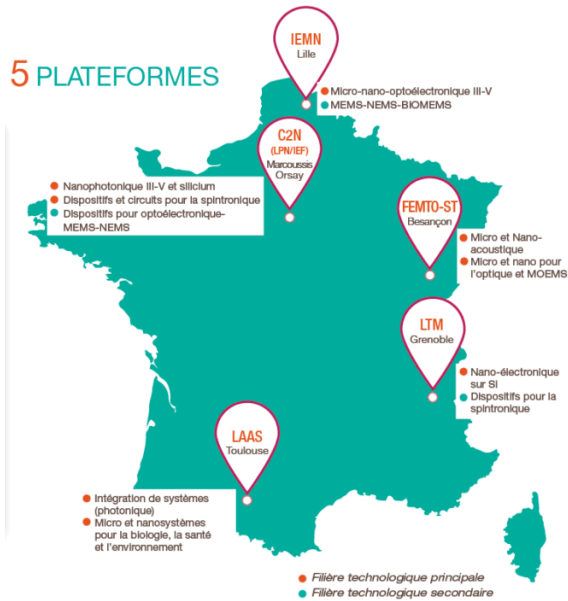 5 PLATEFORMES
IEMN
Lille
Micro-nano-optoélectronique III-V
MEMS-NEMS-BIOMEMS
C2N
(LPN/IEF)
Marcoussis
Orsay
Nanophotonique III-V et silicium
Dispositifs et circuits pour la spintronique
Dispositifs pour optoélectronique-
MEMS-NEMS
FEMTO-ST
Besançon
Micro et Nano-
acoustique
Micro et nano pour
l'optique et MOEMS
LTM
Grenoble
Nano-électronique
sur SI
Dispositifs pour la
spintronique
LAAS
Toulouse
Intégration de systèmes
(photonique)
Micro et nanosystèmes
pour la biologie, la santé
et l'environnement
Filière technologique principale
Filière technologique secondaire